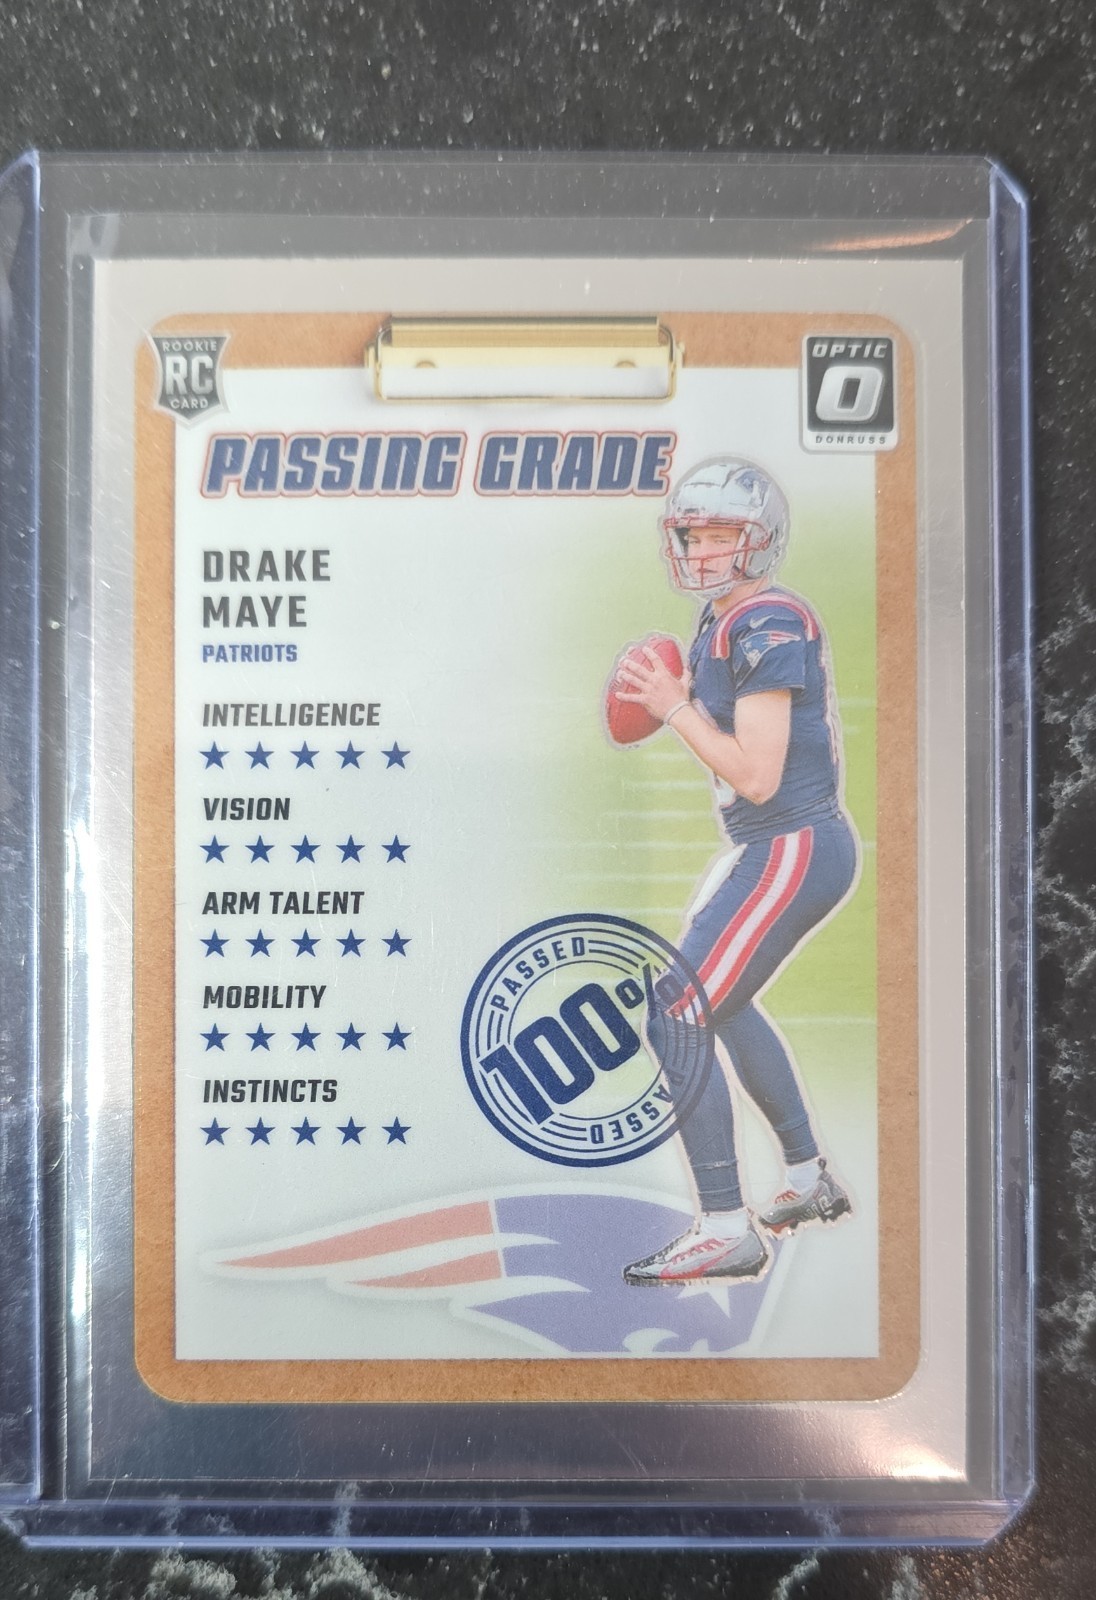 ROOKIE
RC
CARD
OPTIC
O
DONRUSS
PASSING GRADE
DRAKE
MAYE
PATRIOTS
INTELLIGENCE
★ ★ ★ ★ ★
VISION
★ ★ ★ ★ ★
ARM TALENT
★ ★ ★ ★ ★
MOBILITY
★ ★ ★ ★ ★
INSTINCTS
★ ★ ★ ★ ★
PASSED
100%
PASSED